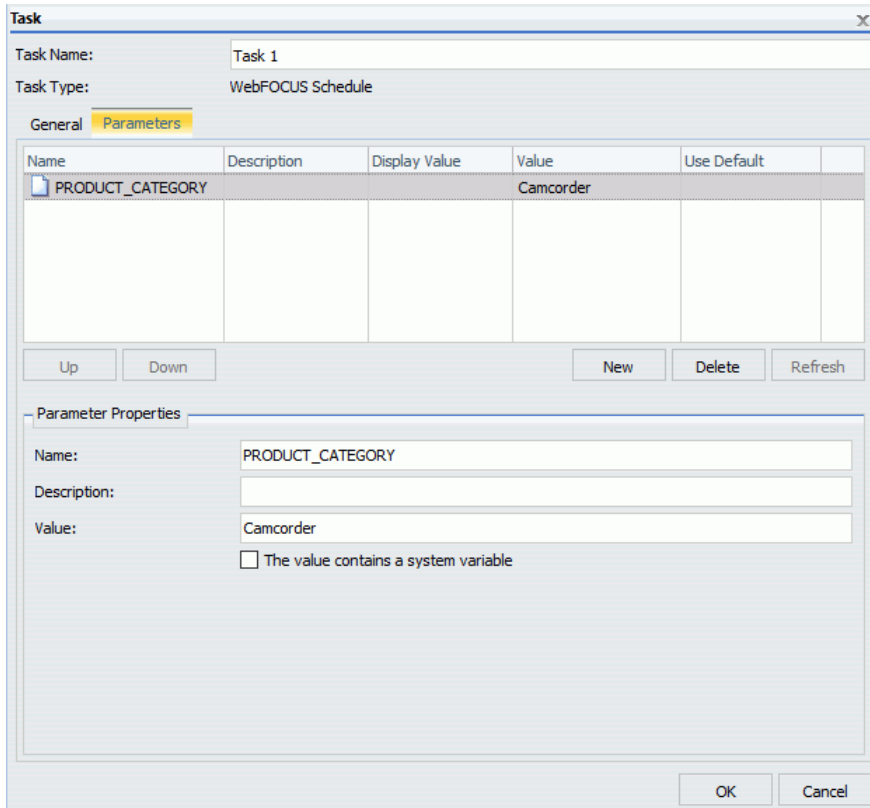 Task x
Task Name: Task 1
Task Type: WebFOCUS Schedule
General Parameters
Name Description Display Value Value Use Default
PRODUCT_CATEGORY Camcorder
Up Down New Delete Refresh
Parameter Properties
Name: PRODUCT_CATEGORY
Description:
Value: Camcorder
The value contains a system variable
OK Cancel